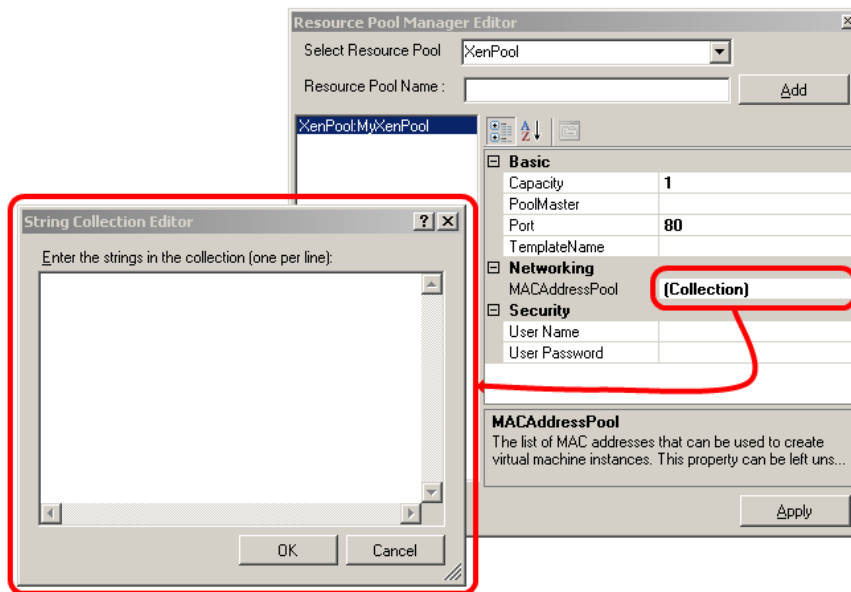 Resource Pool Manager Editor
Select Resource Pool XenPool
Resource Pool Name : Add
XenPool:MyXenPool
Basic
Capacity 1
PoolMaster
Port 80
TemplateName
Networking
MACAddressPool (Collection)
Security
User Name
User Password
MACAddressPool
The list of MAC addresses that can be used to create
virtual machine instances. This property can be left uns...
Apply
String Collection Editor
Enter the strings in the collection (one per line):
OK Cancel